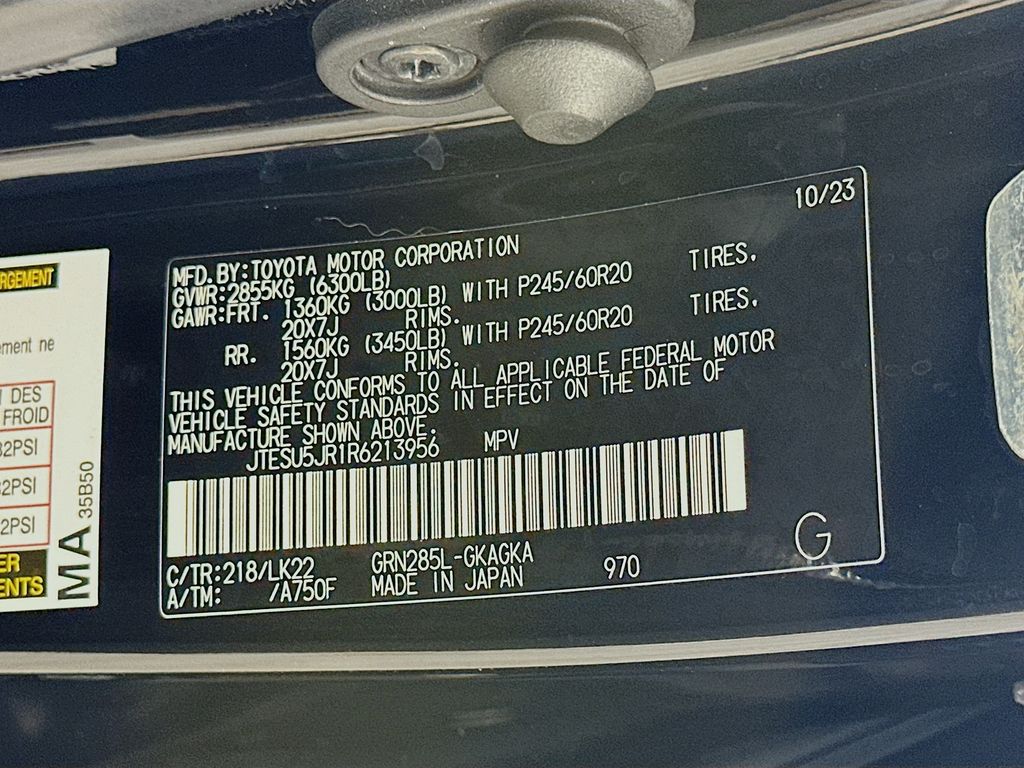 10/23
MFD. BY:TOYOTA MOTOR CORPORATION
GVWR:2855KG (6300LB)
GAWR:FRT. 1360KG (3000LB) WITH P245/60R20 TIRES.
20X7J RIMS.
RR. 1560KG (3450LB) WITH P245/60R20 TIRES.
20X7J RIMS.
THIS VEHICLE CONFORMS TO ALL APPLICABLE FEDERAL MOTOR
VEHICLE SAFETY STANDARDS IN EFFECT ON THE DATE OF
MANUFACTURE SHOWN ABOVE.
JTESU5JR1R6213956 MPV
C/TR:218/LK22 GRN285L-GKAGKA 970 G
A/TM: /A750F MADE IN JAPAN
RGEMENT
ement ne
DES
FROID
2PSI
2PSI
2PSI
ER
ENTS
MA 35B50